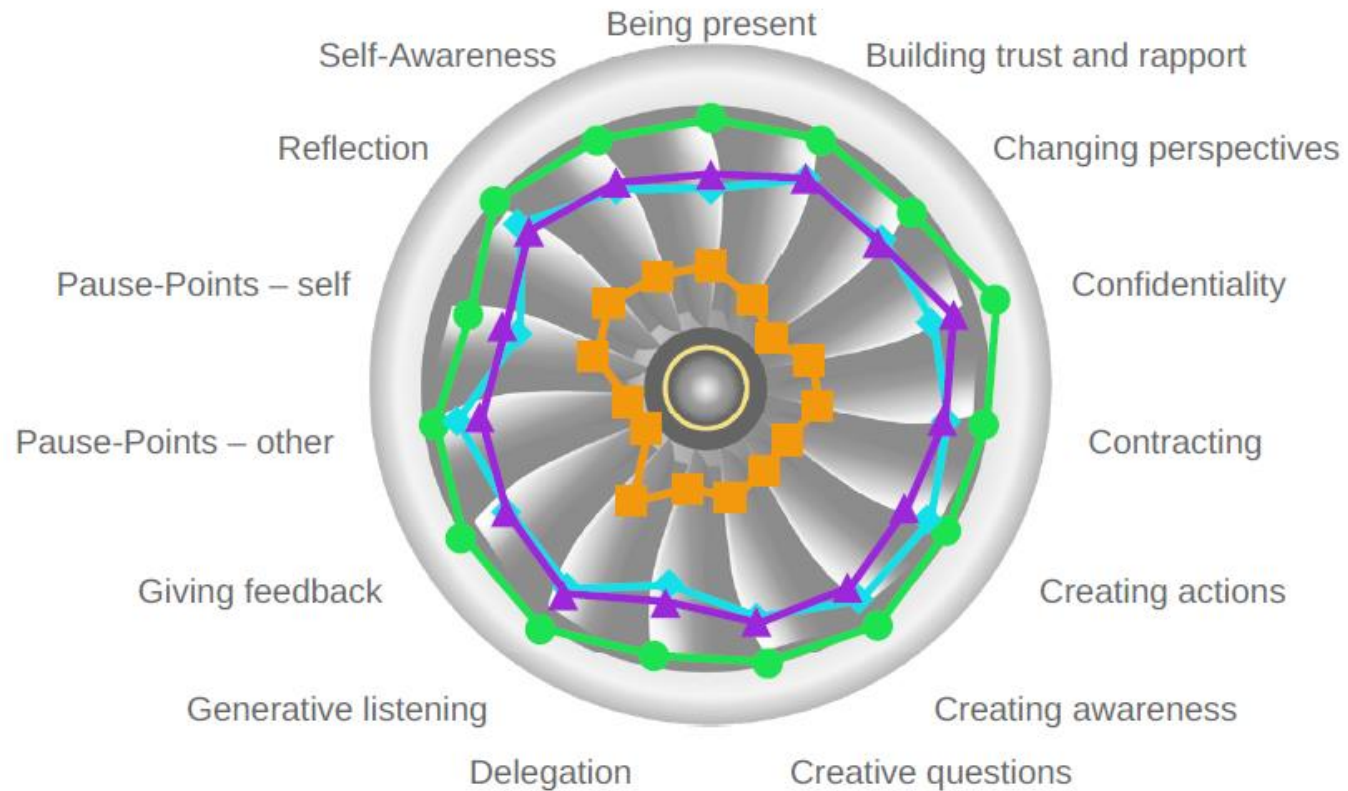 Being present
Self-Awareness
Building trust and rapport
Reflection
Changing perspectives
Pause-Points – self
Confidentiality
Pause-Points – other
Contracting
Giving feedback
Creating actions
Generative listening
Creating awareness
Delegation
Creative questions